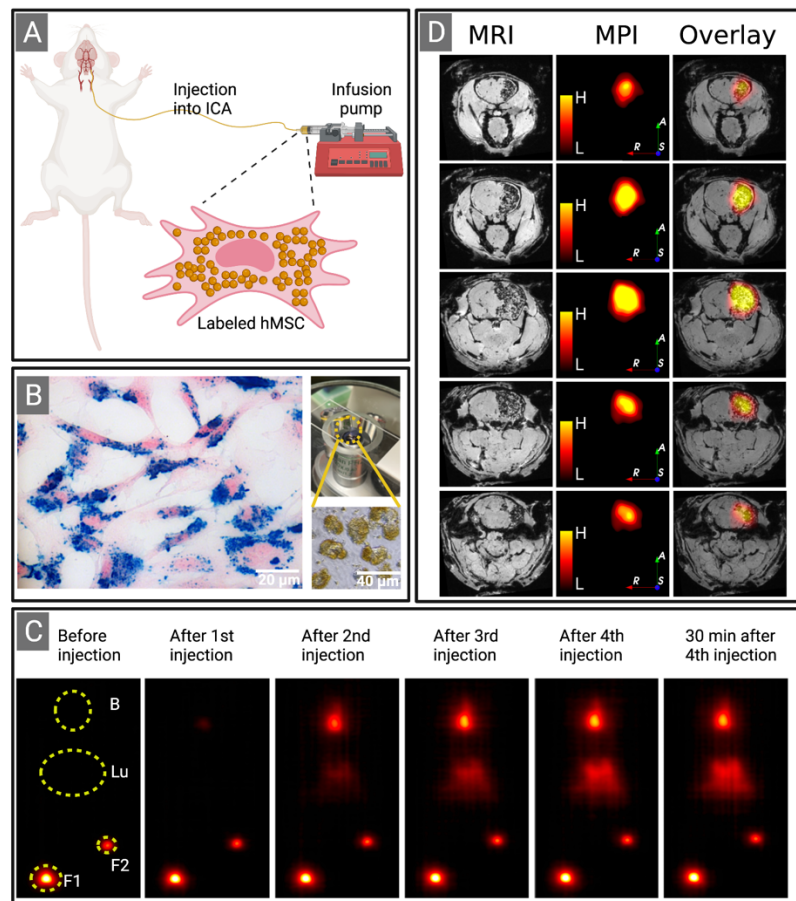 A
Injection
into ICA
Infusion
pump
Labeled hMSC
B
20 µm
40 µm
C
Before
injection
After 1st
injection
After 2nd
injection
After 3rd
injection
After 4th
injection
30 min after
4th injection
B
Lu
F2
F1
D
MRI
MPI
Overlay
H
L
A
R
S
A
R
S
H
L
A
R
S
A
R
S
H
L
A
R
S
A
R
S
H
L
A
R
S
A
R
S
H
L
A
R
S
A
R
S